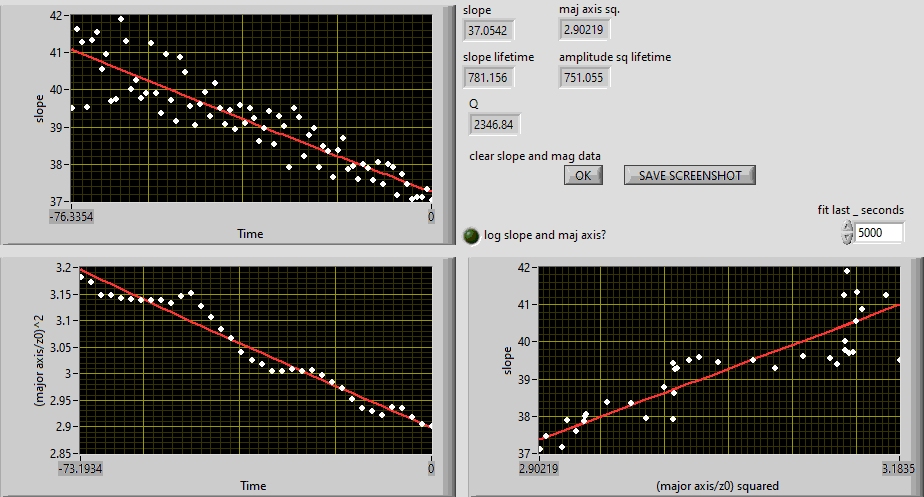 42
41
40
39
38
37
slope
-76.3354
0
Time
slope
37.0542
maj axis sq.
2.90219
slope lifetime
781.156
amplitude sq lifetime
751.055
Q
2346.84
clear slope and mag data
OK
SAVE SCREENSHOT
log slope and maj axis?
fit last _ seconds
5000
3.2
3.15
3.1
3.05
3
2.95
2.9
2.85
(major axis/z0)^2
-73.1934
0
Time
42
41
40
39
38
37
slope
2.90219
3.1835
(major axis/z0) squared